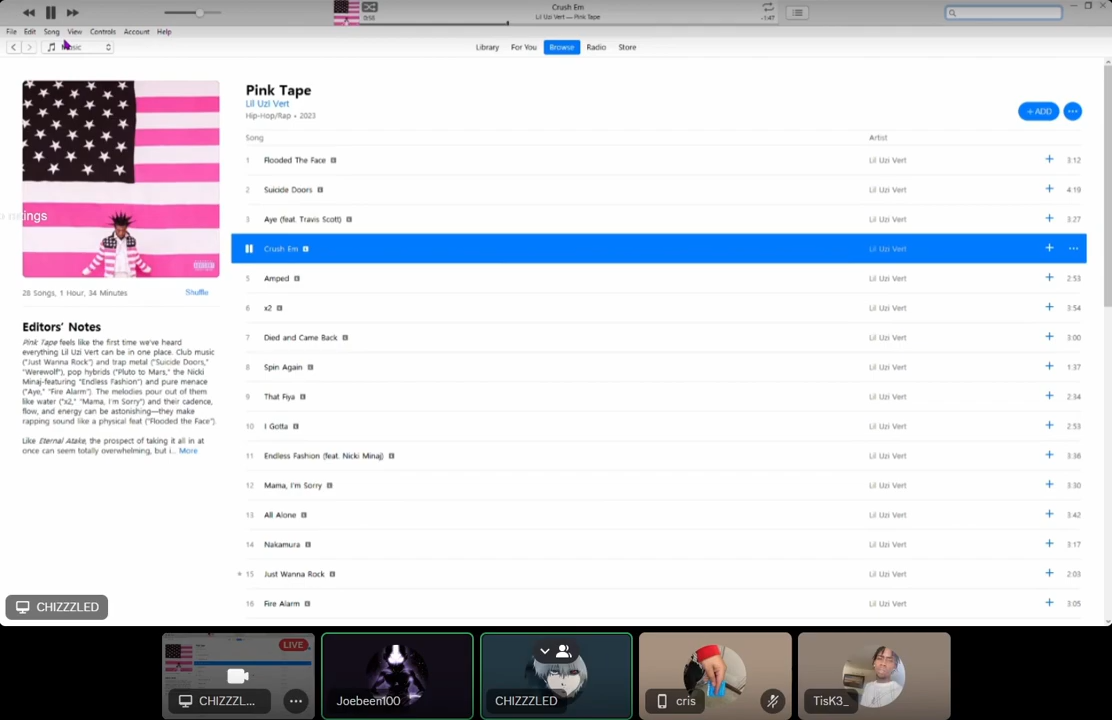 Crush Em
0:56
Lil Uzi Vert — Pink Tape
-1:47
File Edit Song View Controls Account Help
Music
Library For You Browse Radio Store
Pink Tape
Lil Uzi Vert
Hip-Hop/Rap • 2023
+ ADD
Song Artist
1 Flooded The Face E Lil Uzi Vert 3:12
2 Suicide Doors E Lil Uzi Vert 4:19
3 Aye (feat. Travis Scott) E Lil Uzi Vert 3:27
Crush Em E Lil Uzi Vert
5 Amped E Lil Uzi Vert 2:53
6 x2 E Lil Uzi Vert 3:54
7 Died and Came Back E Lil Uzi Vert 3:00
8 Spin Again E Lil Uzi Vert 1:37
9 That Fiya E Lil Uzi Vert 2:34
10 I Gotta E Lil Uzi Vert 2:53
11 Endless Fashion (feat. Nicki Minaj) E Lil Uzi Vert 3:36
12 Mama, I'm Sorry E Lil Uzi Vert 3:30
13 All Alone E Lil Uzi Vert 3:42
14 Nakamura E Lil Uzi Vert 3:17
15 Just Wanna Rock E Lil Uzi Vert 2:03
16 Fire Alarm E Lil Uzi Vert 3:05
28 Songs, 1 Hour, 34 Minutes Shuffle
Editors' Notes
Pink Tape feels like the first time we've heard
everything Lil Uzi Vert can be in one place. Club music
("Just Wanna Rock") and trap metal ("Suicide Doors,"
"Werewolf"), pop hybrids ("Pluto to Mars," the Nicki
Minaj-featuring "Endless Fashion") and pure menace
("Aye," "Fire Alarm"). The melodies pour out of them
like water ("x2," "Mama, I'm Sorry") and their cadence,
flow, and energy can be astonishing—they make
rapping sound like a physical feat ("Flooded the Face").
Like Eternal Atake, the prospect of taking it all in at
once can seem totally overwhelming, but i... More
CHIZZZLED
LIVE
CHIZZZL...
Joebeen100
CHIZZZLED
cris
TisK3_